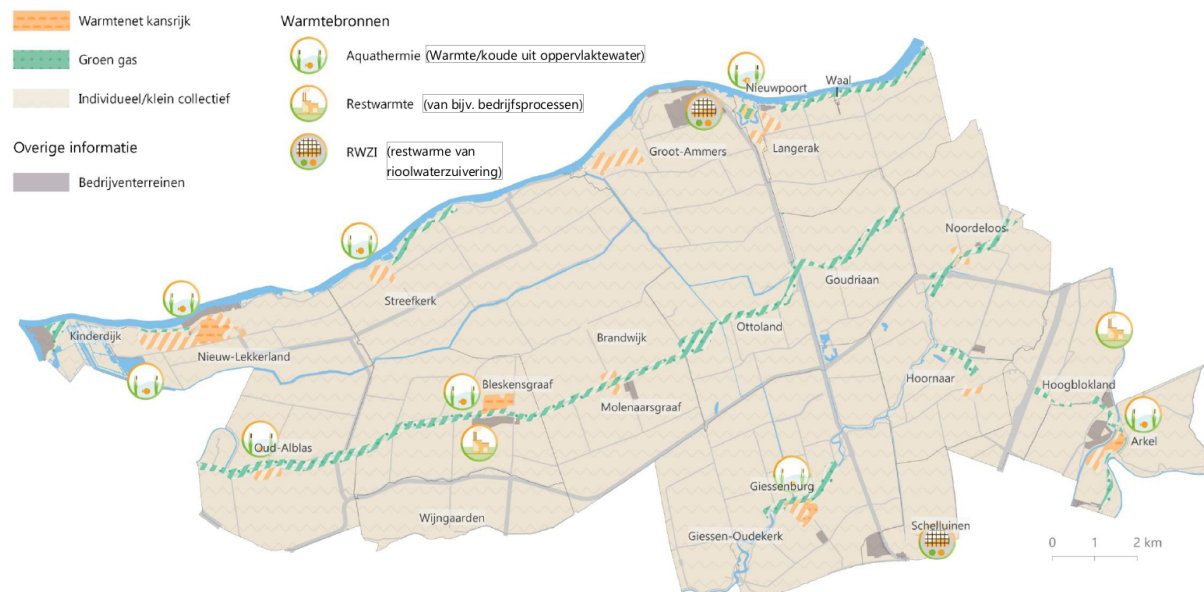 Warmtenet kansrijk
Groen gas
Individueel/klein collectief
Overige informatie
Bedrijventerreinen
Warmtebronnen
Aquathermie (Warmte/koude uit oppervlaktewater)
Restwarmte (van bijv. bedrijfsprocessen)
RWZI (restwarme van
rioolwaterzuivering)
Nieuwpoort
Waal
Groot-Ammers
Langerak
Noordeloos
Streefkerk
Goudriaan
Kinderdijk
Nieuw-Lekkerland
Brandwijk
Ottoland
Bleskensgraaf
Hoornaar
Hoogblokland
Molenaarsgraaf
Oud-Alblas
Arkel
Giessenburg
Wijngaarden
Giessen-Oudekerk
Schelluinen
0 1 2 km